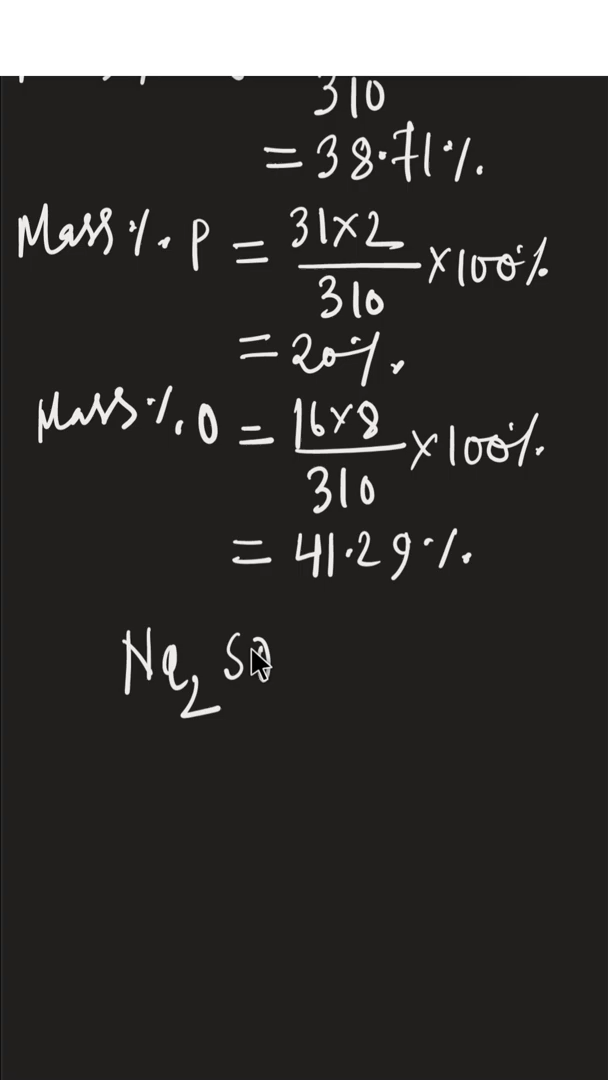 310
= 38.71%.
Mass %. P = 31×2 / 310 ×100%
= 20%.
Mass %. O = 16×8 / 310 ×100%.
= 41.29%.
Na2 SO